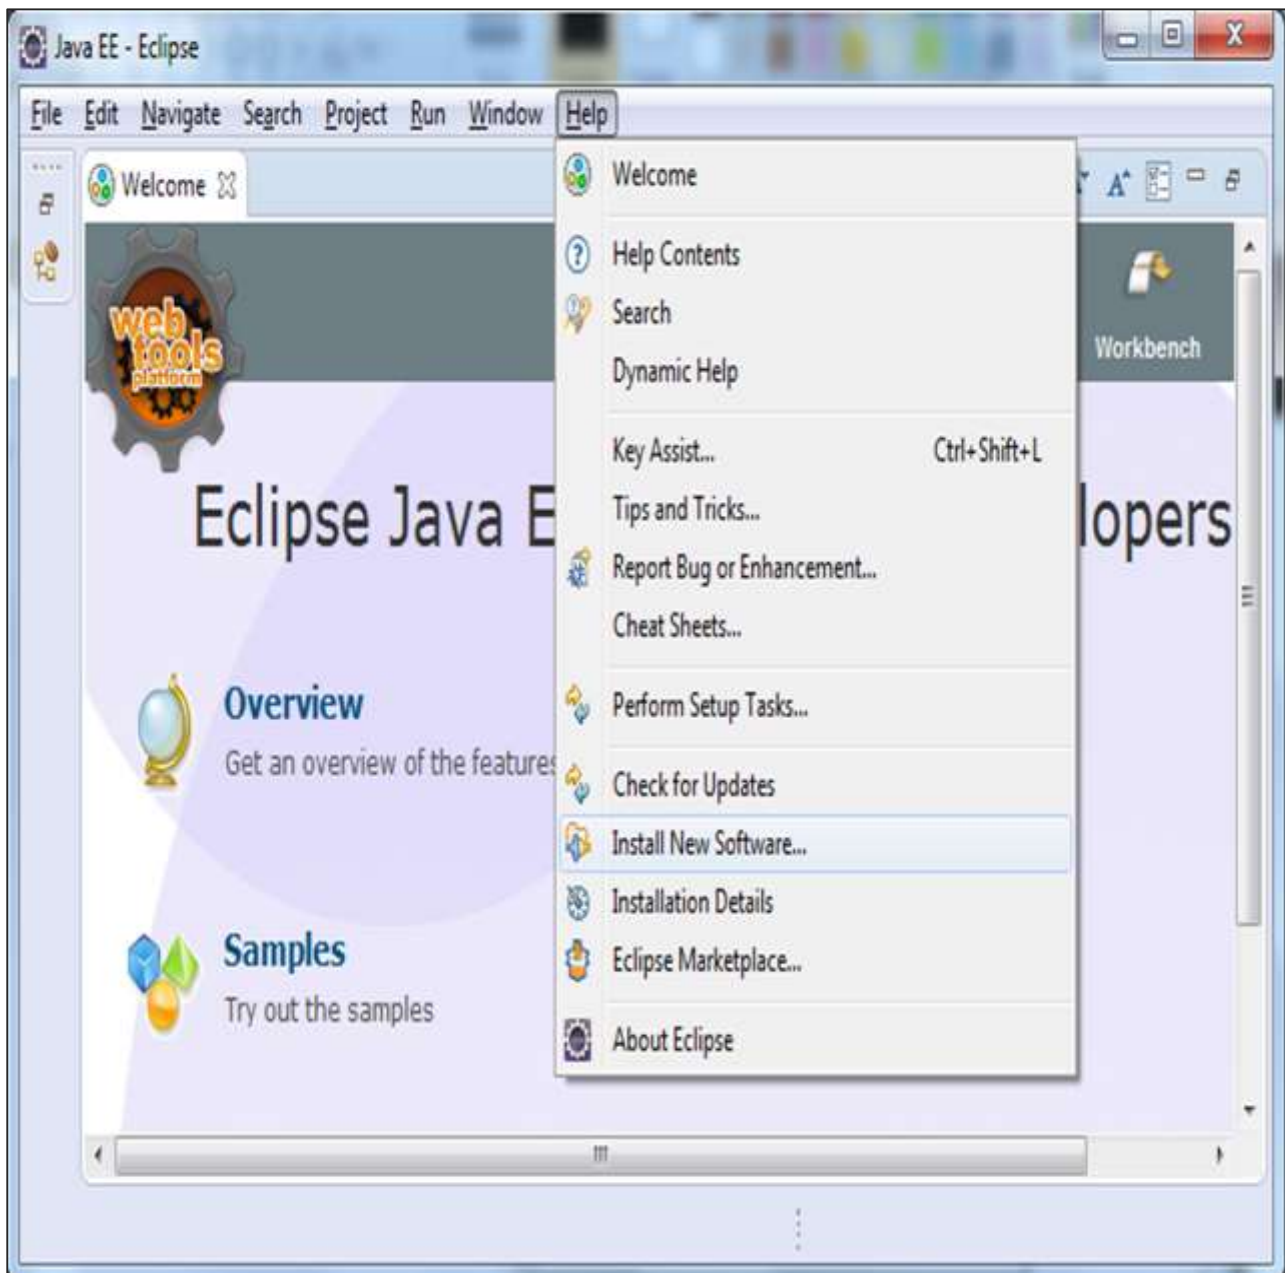 Java EE - Eclipse
File Edit Navigate Search Project Run Window Help
Welcome
Welcome
Help Contents
Search
Dynamic Help
Key Assist... Ctrl+Shift+L
Tips and Tricks...
Report Bug or Enhancement...
Cheat Sheets...
Perform Setup Tasks...
Check for Updates
Install New Software...
Installation Details
Eclipse Marketplace...
About Eclipse
web
tools
platform
Workbench
Eclipse Java E lopers
Overview
Get an overview of the features
Samples
Try out the samples